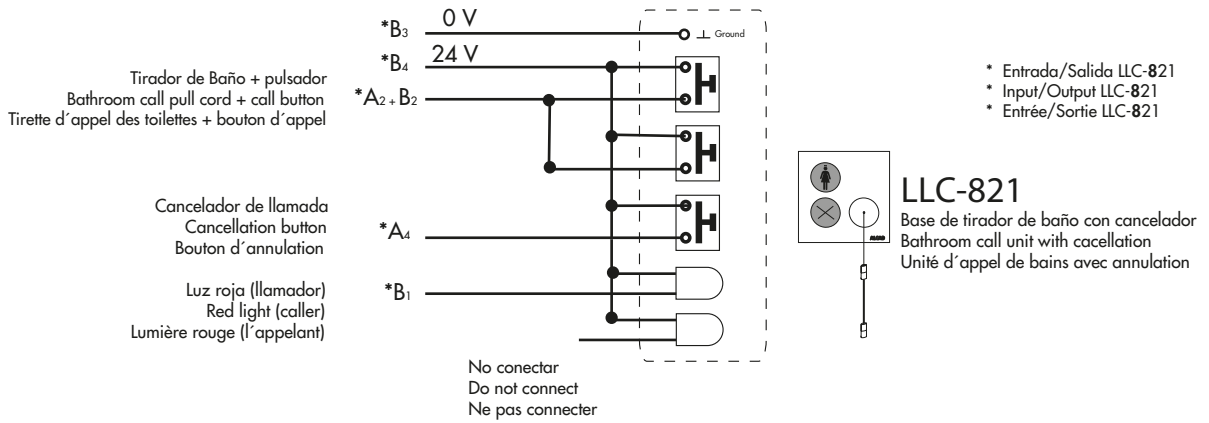 *B3 0 V
⊥ Ground
*B4 24 V
Tirador de Baño + pulsador
Bathroom call pull cord + call button
Tirette d´appel des toilettes + bouton d´appel
*A2 + B2
* Entrada/Salida LLC-821
* Input/Output LLC-821
* Entrée/Sortie LLC-821
LLC-821
Base de tirador de baño con cancelador
Bathroom call unit with cacellation
Unité d´appel de bains avec annulation
Cancelador de llamada
Cancellation button
Bouton d´annulation
*A4
Luz roja (llamador)
Red light (caller)
Lumière rouge (l´appelant)
*B1
No conectar
Do not connect
Ne pas connecter